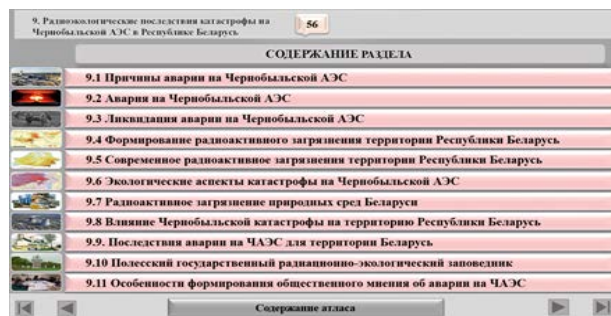 9. Радиоэкологические последствия катастрофы на
Чернобыльской АЭС в Республике Беларусь
56
СОДЕРЖАНИЕ РАЗДЕЛА
9.1 Причины аварии на Чернобыльской АЭС
9.2 Авария на Чернобыльской АЭС
9.3 Ликвидация аварии на Чернобыльской АЭС
9.4 Формирование радиоактивного загрязнения территории Республики Беларусь
9.5 Современное радиоактивное загрязнения территории Республики Беларусь
9.6 Экологические аспекты катастрофы на Чернобыльской АЭС
9.7 Радиоактивное загрязнение природных сред Беларуси
9.8 Влияние Чернобыльской катастрофы на территорию Республики Беларусь
9.9. Последствия аварии на ЧАЭС для территории Беларусь
9.10 Полесский государственный радиационно-экологический заповедник
9.11 Особенности формирования общественного мнения об аварии на ЧАЭС
Содержание атласа